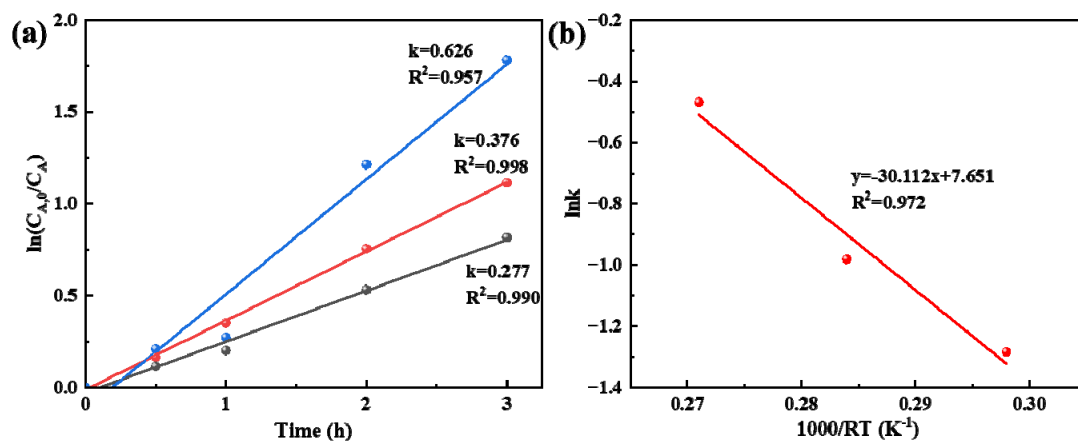 (a)
k=0.626
R²=0.957
k=0.376
R²=0.998
k=0.277
R²=0.990
2.0
1.5
1.0
0.5
0.0
ln(C_A,0/C_A)
0
1
2
3
Time (h)
(b)
y=-30.112x+7.651
R²=0.972
−0.2
−0.4
−0.6
−0.8
−1.0
−1.2
−1.4
lnk
0.27
0.28
0.29
0.30
1000/RT (K⁻¹)